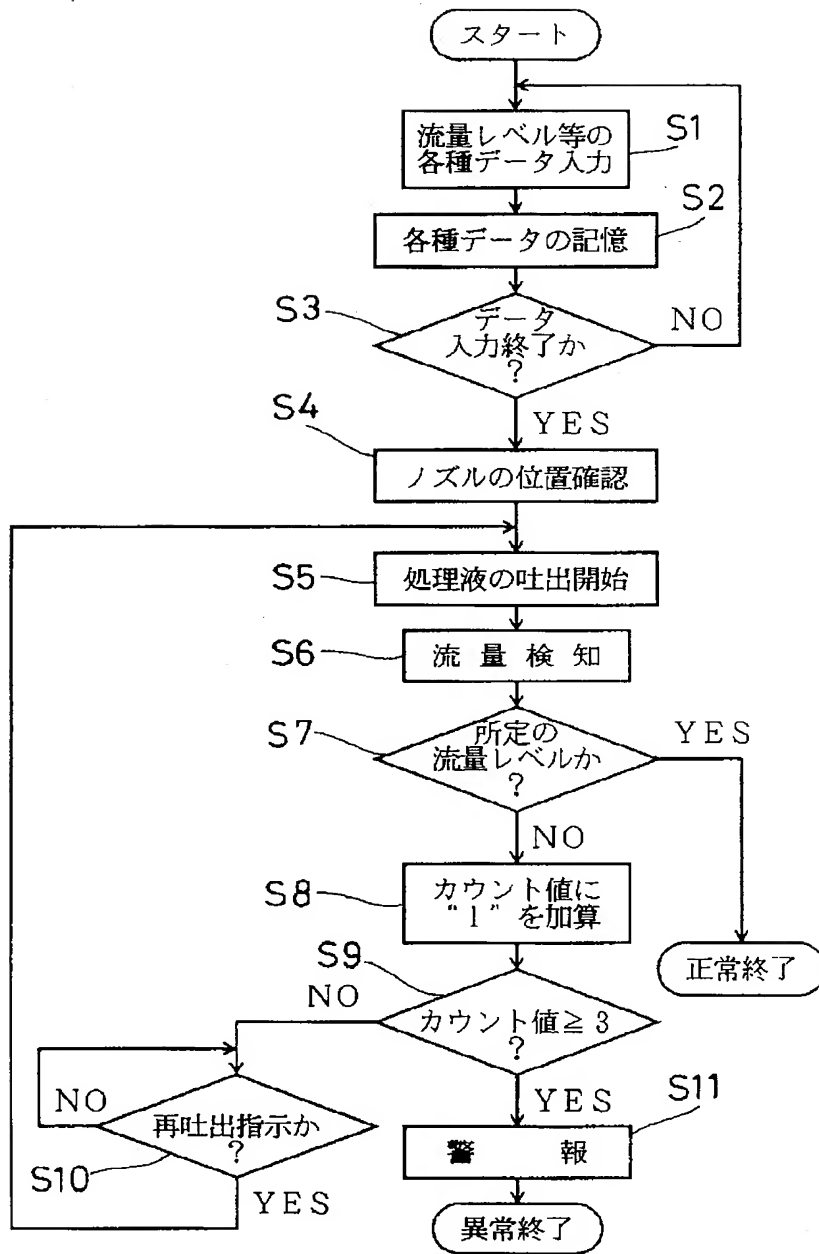 スタート
流量レベル等の
各種データ入力
S1
S2
各種データの記憶
S3
データ
入力終了か
?
NO
S4
YES
ノズルの位置確認
S5
処理液の吐出開始
S6
流量検知
S7
所定の
流量レベルか
?
YES
NO
S8
カウント値に
“1”を加算
S9
正常終了
NO
カウント値≧3
?
NO
YES
S11
再吐出指示か
?
S10
警報
YES
異常終了